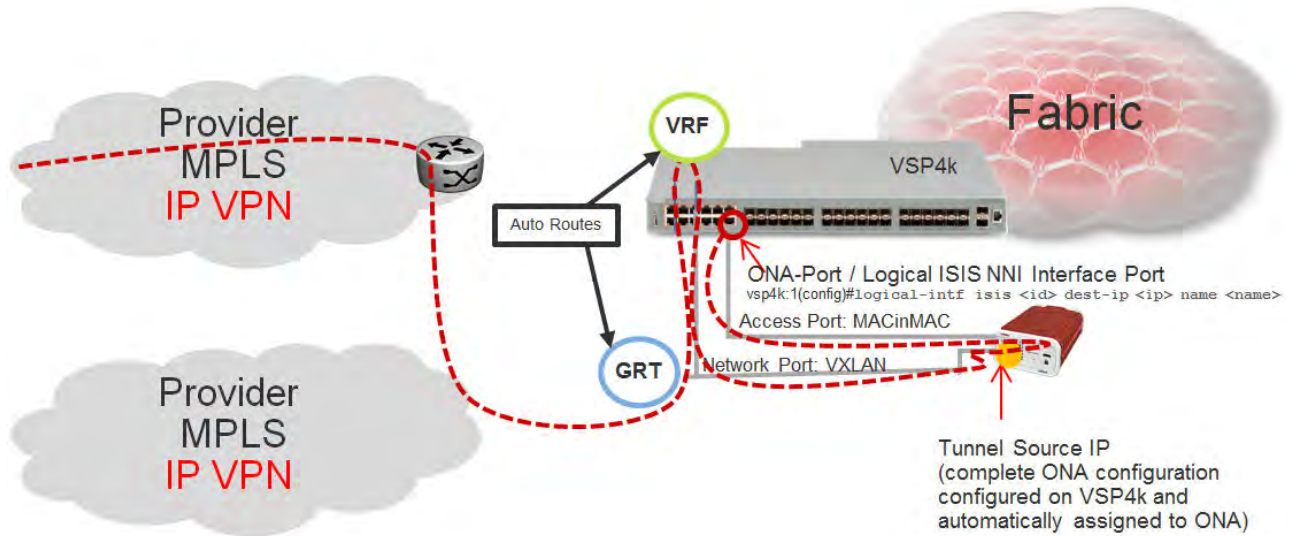 Provider
MPLS
IP VPN
VRF
Fabric
VSP4k
Auto Routes
ONA-Port / Logical ISIS NNI Interface Port
vsp4k:1(config)#logical-intf isis <id> dest-ip <ip> name <name>
Access Port: MACinMAC
GRT
Network Port: VXLAN
Provider
MPLS
IP VPN
Tunnel Source IP
(complete ONA configuration
configured on VSP4k and
automatically assigned to ONA)